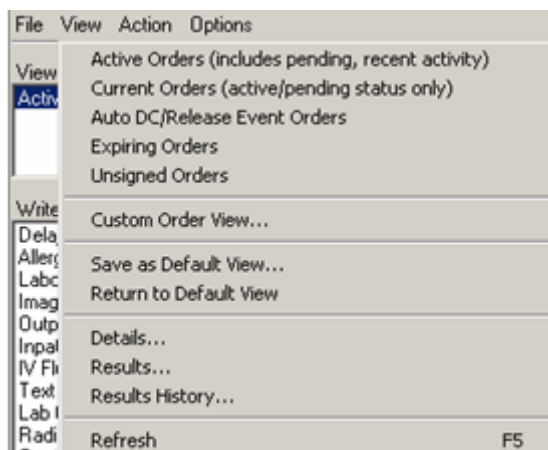 File View Action Options
Active Orders (includes pending, recent activity)
View
Current Orders (active/pending status only)
Auto DC/Release Event Orders
Expiring Orders
Unsigned Orders
Write
Custom Order View...
Save as Default View...
Return to Default View
Details...
Results...
Results History...
Text
Refresh F5